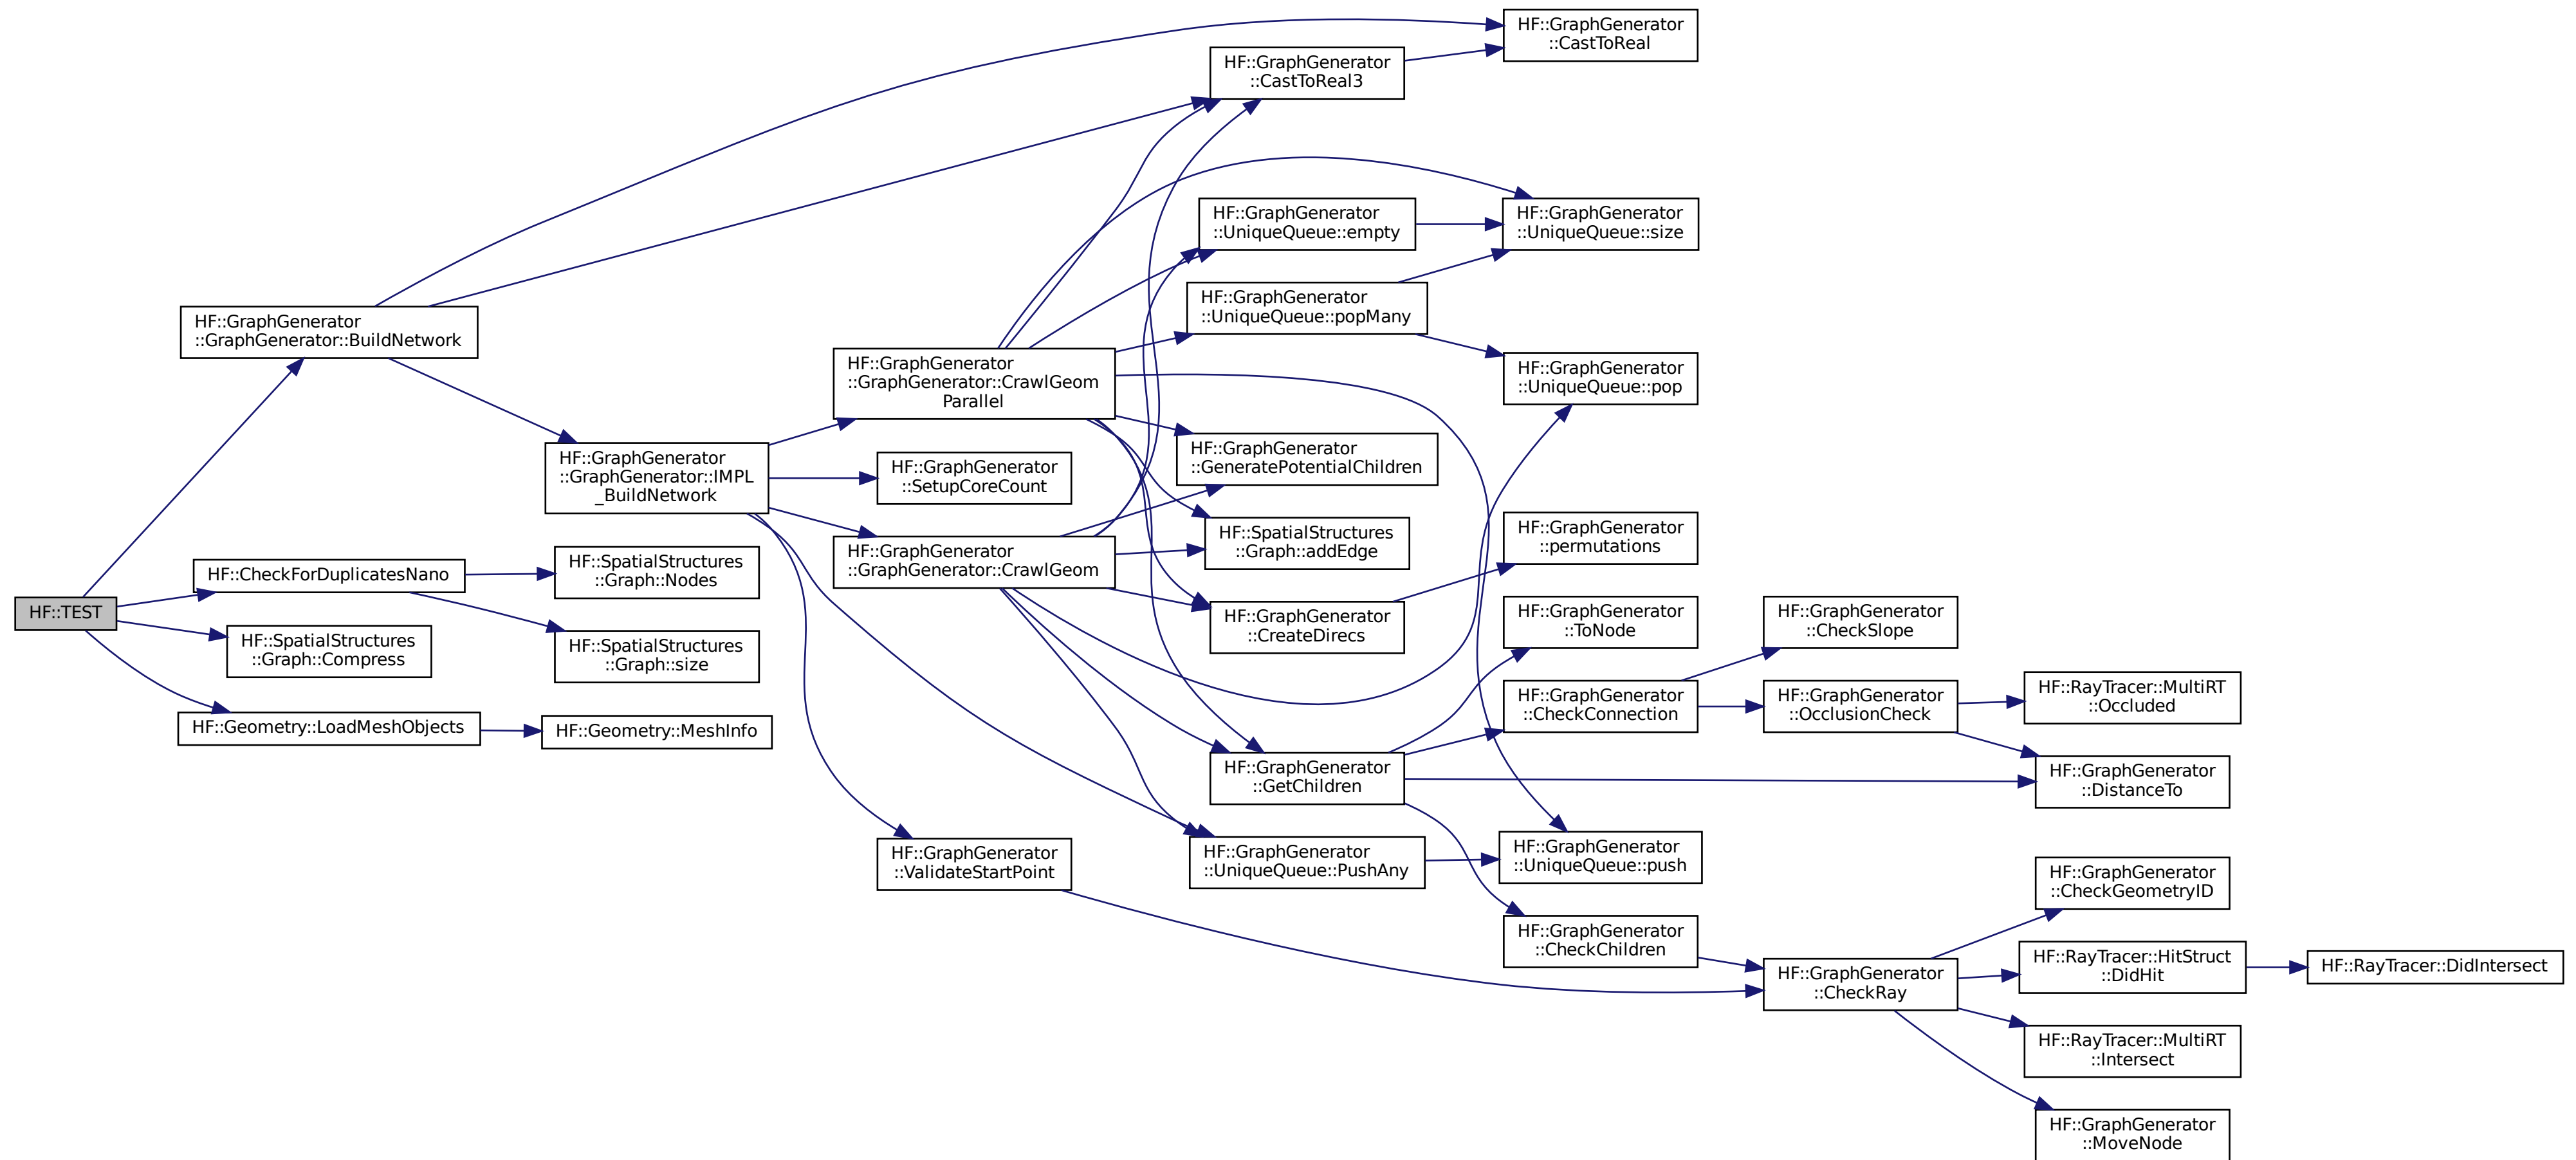 HF::TEST
HF::GraphGenerator
::GraphGenerator::BuildNetwork
HF::CheckForDuplicatesNano
HF::SpatialStructures
::Graph::Compress
HF::Geometry::LoadMeshObjects
HF::GraphGenerator
::GraphGenerator::IMPL
_BuildNetwork
HF::SpatialStructures
::Graph::Nodes
HF::SpatialStructures
::Graph::size
HF::Geometry::MeshInfo
HF::GraphGenerator
::GraphGenerator::CrawlGeom
Parallel
HF::GraphGenerator
::SetupCoreCount
HF::GraphGenerator
::GraphGenerator::CrawlGeom
HF::GraphGenerator
::ValidateStartPoint
HF::GraphGenerator
::CastToReal3
HF::GraphGenerator
::UniqueQueue::empty
HF::GraphGenerator
::UniqueQueue::popMany
HF::GraphGenerator
::GeneratePotentialChildren
HF::SpatialStructures
::Graph::addEdge
HF::GraphGenerator
::CreateDirecs
HF::GraphGenerator
::GetChildren
HF::GraphGenerator
::UniqueQueue::PushAny
HF::GraphGenerator
::CastToReal
HF::GraphGenerator
::UniqueQueue::size
HF::GraphGenerator
::UniqueQueue::pop
HF::GraphGenerator
::permutations
HF::GraphGenerator
::ToNode
HF::GraphGenerator
::CheckConnection
HF::GraphGenerator
::UniqueQueue::push
HF::GraphGenerator
::CheckChildren
HF::GraphGenerator
::CheckSlope
HF::GraphGenerator
::OcclusionCheck
HF::GraphGenerator
::CheckRay
HF::RayTracer::MultiRT
::Occluded
HF::GraphGenerator
::DistanceTo
HF::GraphGenerator
::CheckGeometryID
HF::RayTracer::HitStruct
::DidHit
HF::RayTracer::MultiRT
::Intersect
HF::GraphGenerator
::MoveNode
HF::RayTracer::DidIntersect